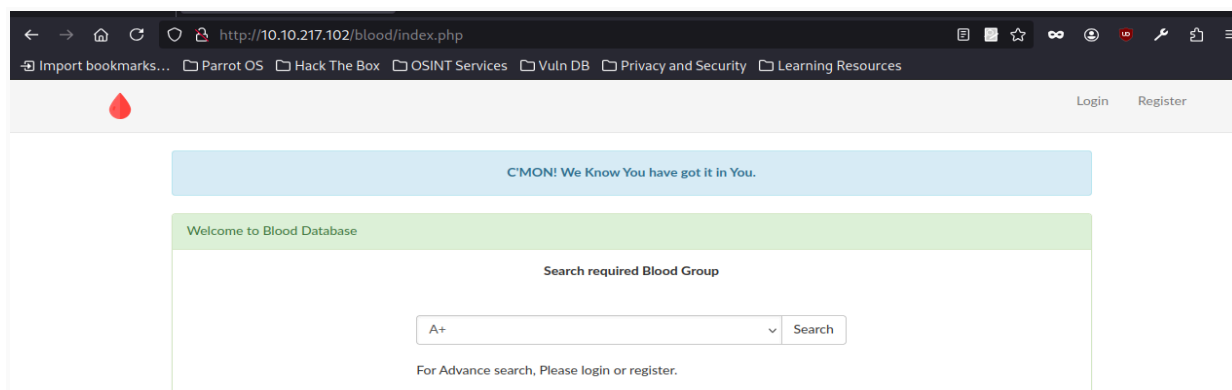 http://10.10.217.102/blood/index.php
Import bookmarks... Parrot OS Hack The Box OSINT Services Vuln DB Privacy and Security Learning Resources
Login Register
C'MON! We Know You have got it in You.
Welcome to Blood Database
Search required Blood Group
A+ Search
For Advance search, Please login or register.